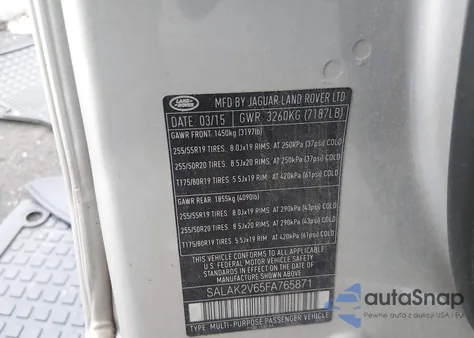 LAND ROVER
MFD BY JAGUAR LAND ROVER LTD
DATE 03/15 GWR 3260KG (7187LB)
GAWR FRONT: 1450kg (3197lb)
255/55R19 TIRES 8.0Jx19 RIMS, AT 250kPa (37psi) COLD
255/50R20 TIRES 8.5Jx20 RIMS, AT 250kPa (37psi) COLD
T175/80R19 TIRES 5.5Jx19 RIM, AT 420kPa (61psi) COLD
GAWR REAR: 1855kg (4090lb)
255/55R19 TIRES 8.0Jx19 RIMS, AT 290kPa (43psi) COLD
255/50R20 TIRES 8.5Jx20 RIMS, AT 290kPa (43psi) COLD
T175/80R19 TIRES 5.5Jx19 RIM, AT 420kPa (61psi) COLD
THIS VEHICLE CONFORMS TO ALL APPLICABLE
U.S. FEDERAL MOTOR VEHICLE SAFETY
STANDARDS IN EFFECT ON THE DATE OF
MANUFACTURE SHOWN ABOVE.
SALAK2V65FA765871
TYPE: MULTI-PURPOSE PASSENGER VEHICLE
autoSnap
Pewne auta z aukcji w USA